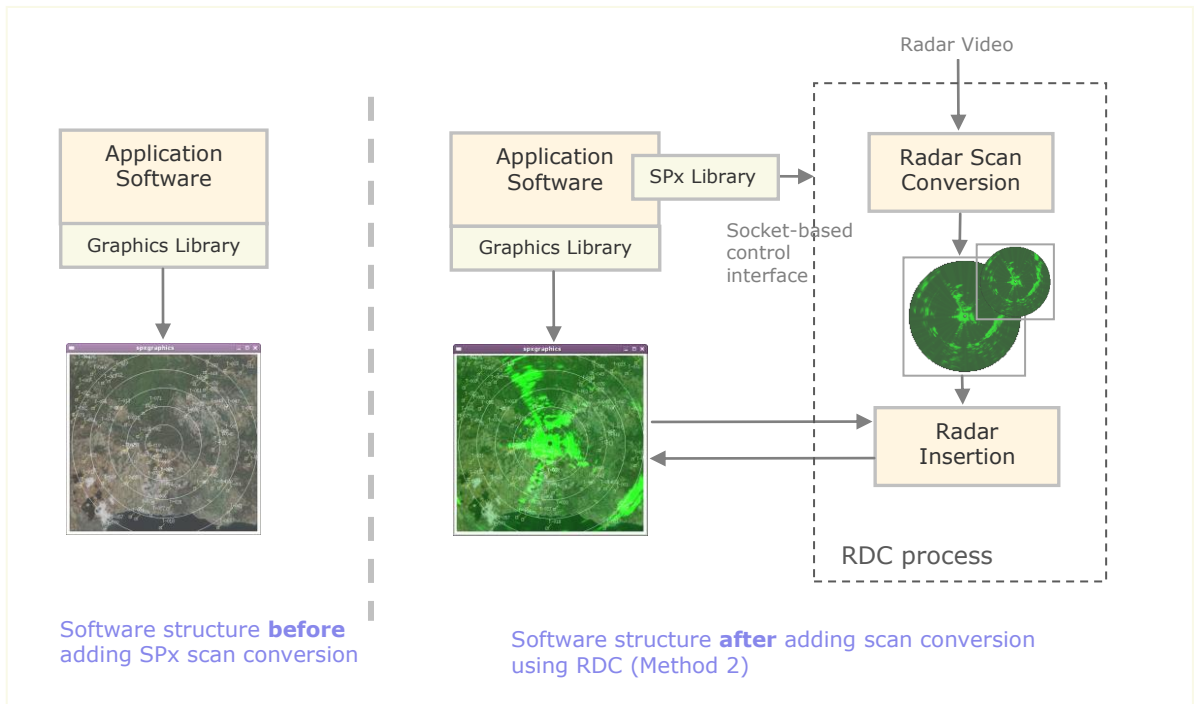 Radar Video
Application
Software
Graphics Library
Application
Software
SPx Library
Graphics Library
Socket-based
control
interface
Radar Scan
Conversion
spxgraphics
spxgraphics
Radar
Insertion
RDC process
Software structure before
adding SPx scan conversion
Software structure after adding scan conversion
using RDC (Method 2)